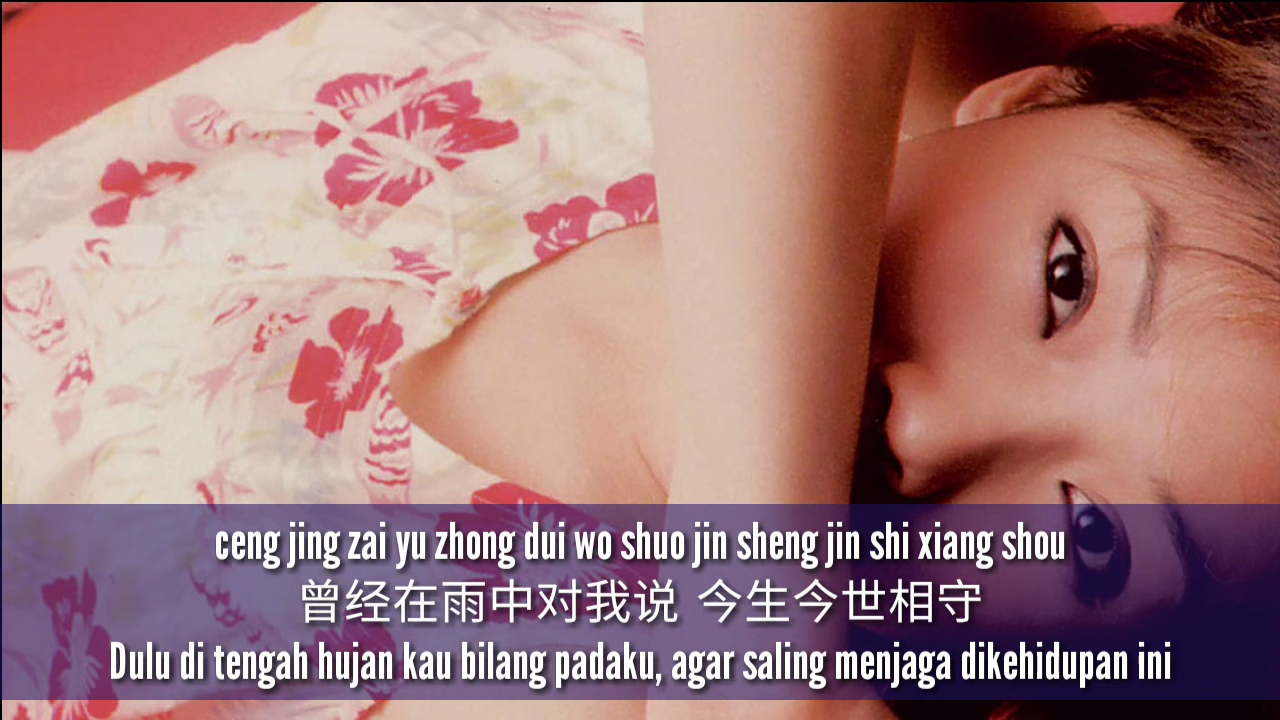 ceng jing zai yu zhong dui wo shuo jin sheng jin shi xiang shou
曾经在雨中对我说 今生今世相守
Dulu di tengah hujan kau bilang padaku, agar saling menjaga dikehidupan ini